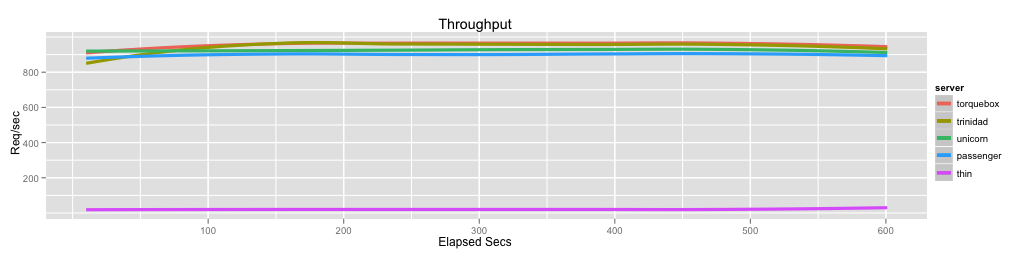 Throughput
Req/sec
800
600
400
200
100
200
300
400
500
600
Elapsed Secs
server
torquebox
trinidad
unicorn
passenger
thin